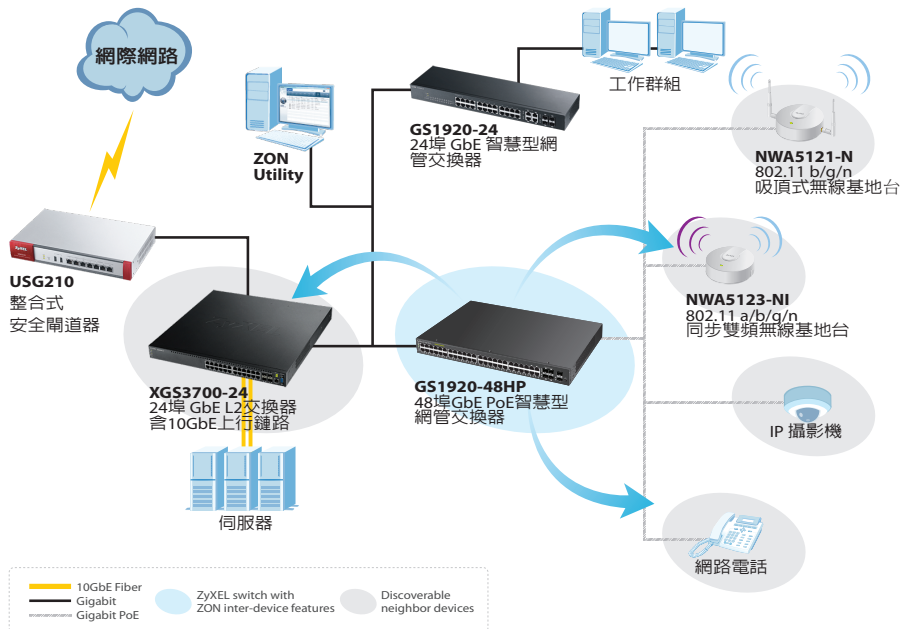 網際網路
ZON
Utility
GS1920-24
24埠 GbE 智慧型網
管交換器
工作群組
NWA5121-N
802.11 b/g/n
吸頂式無線基地台
ZyXEL
USG210
整合式
安全閘道器
NWA5123-NI
802.11 a/b/g/n
同步雙頻無線基地台
XGS3700-24
24埠 GbE L2交換器
含10GbE上行鏈路
GS1920-48HP
48埠GbE PoE智慧型
網管交換器
IP 攝影機
伺服器
網路電話
10GbE Fiber
Gigabit
Gigabit PoE
ZyXEL switch with
ZON inter-device features
Discoverable
neighbor devices